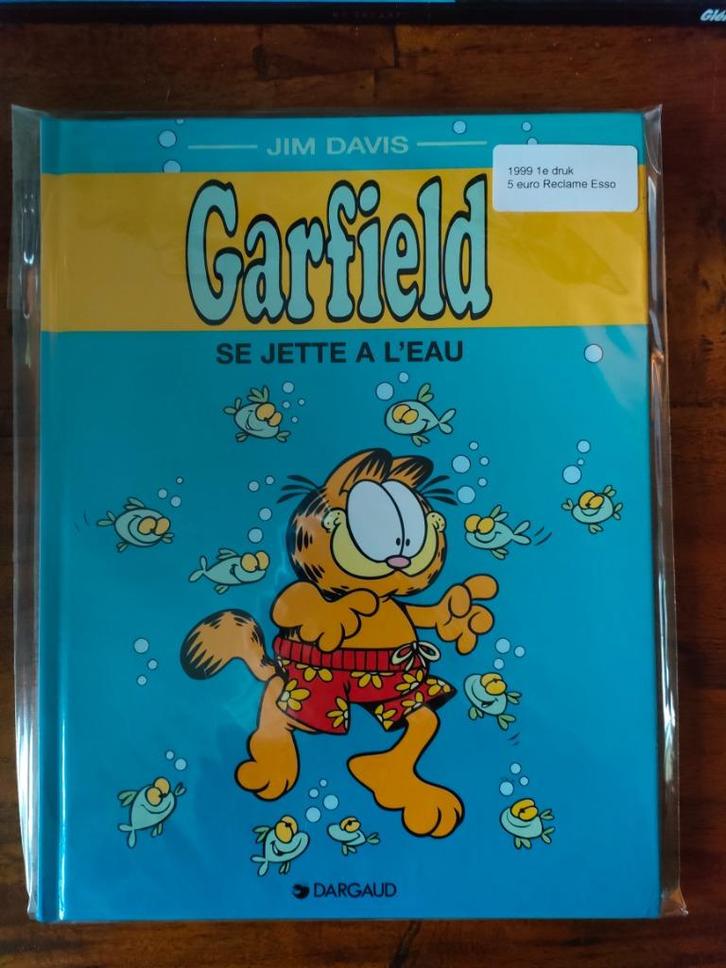 JIM DAVIS
1999 1e druk
5 euro Reclame Esso
Garfield
SE JETTE A L'EAU
DARGAUD